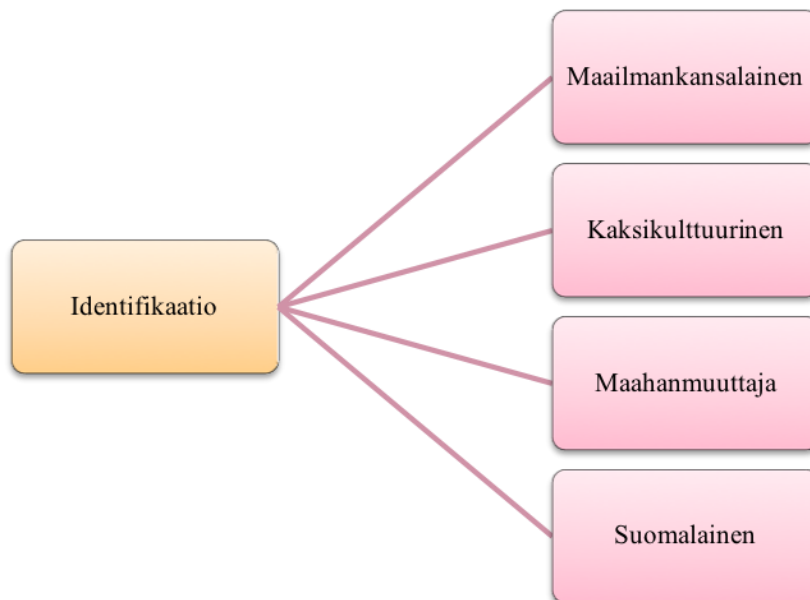 Identifikaatio
Maailmankansalainen
Kaksikulttuurinen
Maahanmuuttaja
Suomalainen